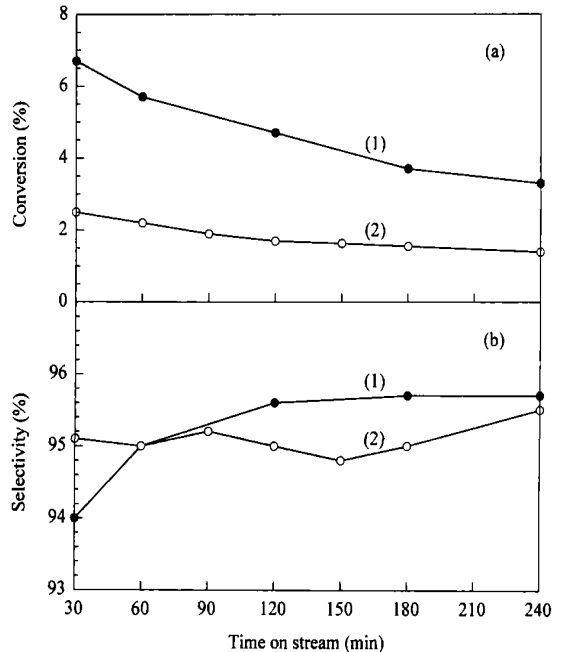 8
(a)
6
(1)
Conversion (%)
4
(2)
2
0
(b)
96
(1)
Selectivity (%)
95
(2)
94
93
30 60 90 120 150 180 210 240
Time on stream (min)